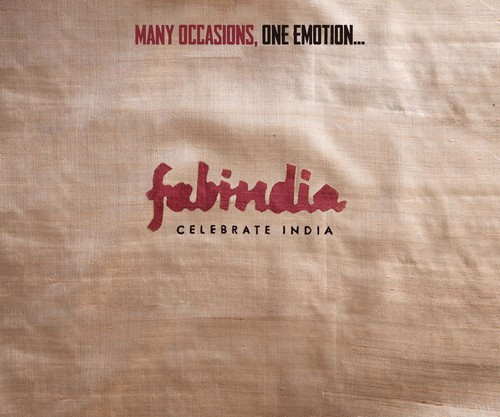 MANY OCCASIONS, ONE EMOTION...
fabindia
CELEBRATE INDIA